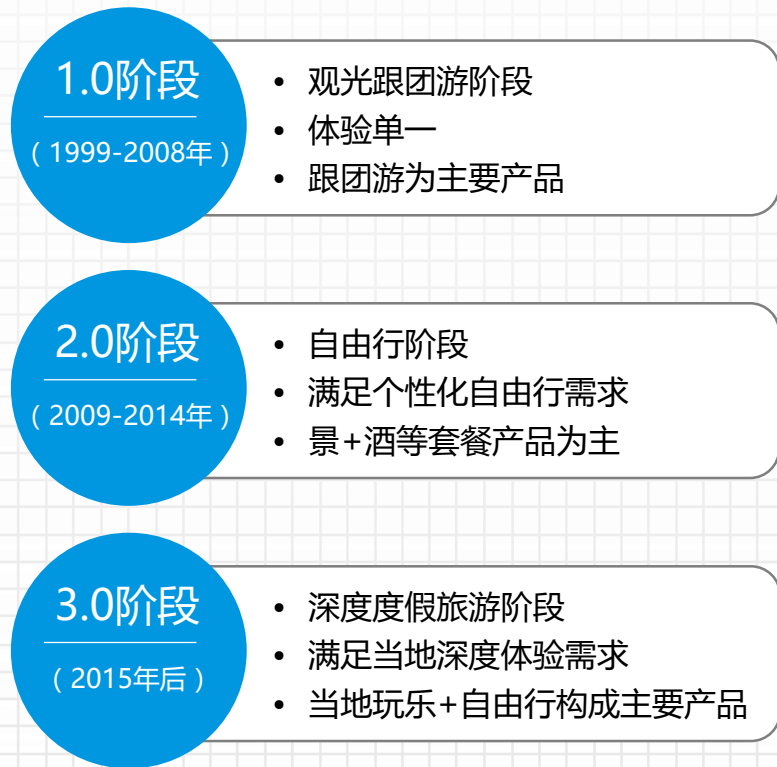 1.0阶段
（1999-2008年）
• 观光跟团游阶段
• 体验单一
• 跟团游为主要产品
2.0阶段
（2009-2014年）
• 自由行阶段
• 满足个性化自由行需求
• 景+酒等套餐产品为主
3.0阶段
（2015年后）
• 深度度假旅游阶段
• 满足当地深度体验需求
• 当地玩乐+自由行构成主要产品